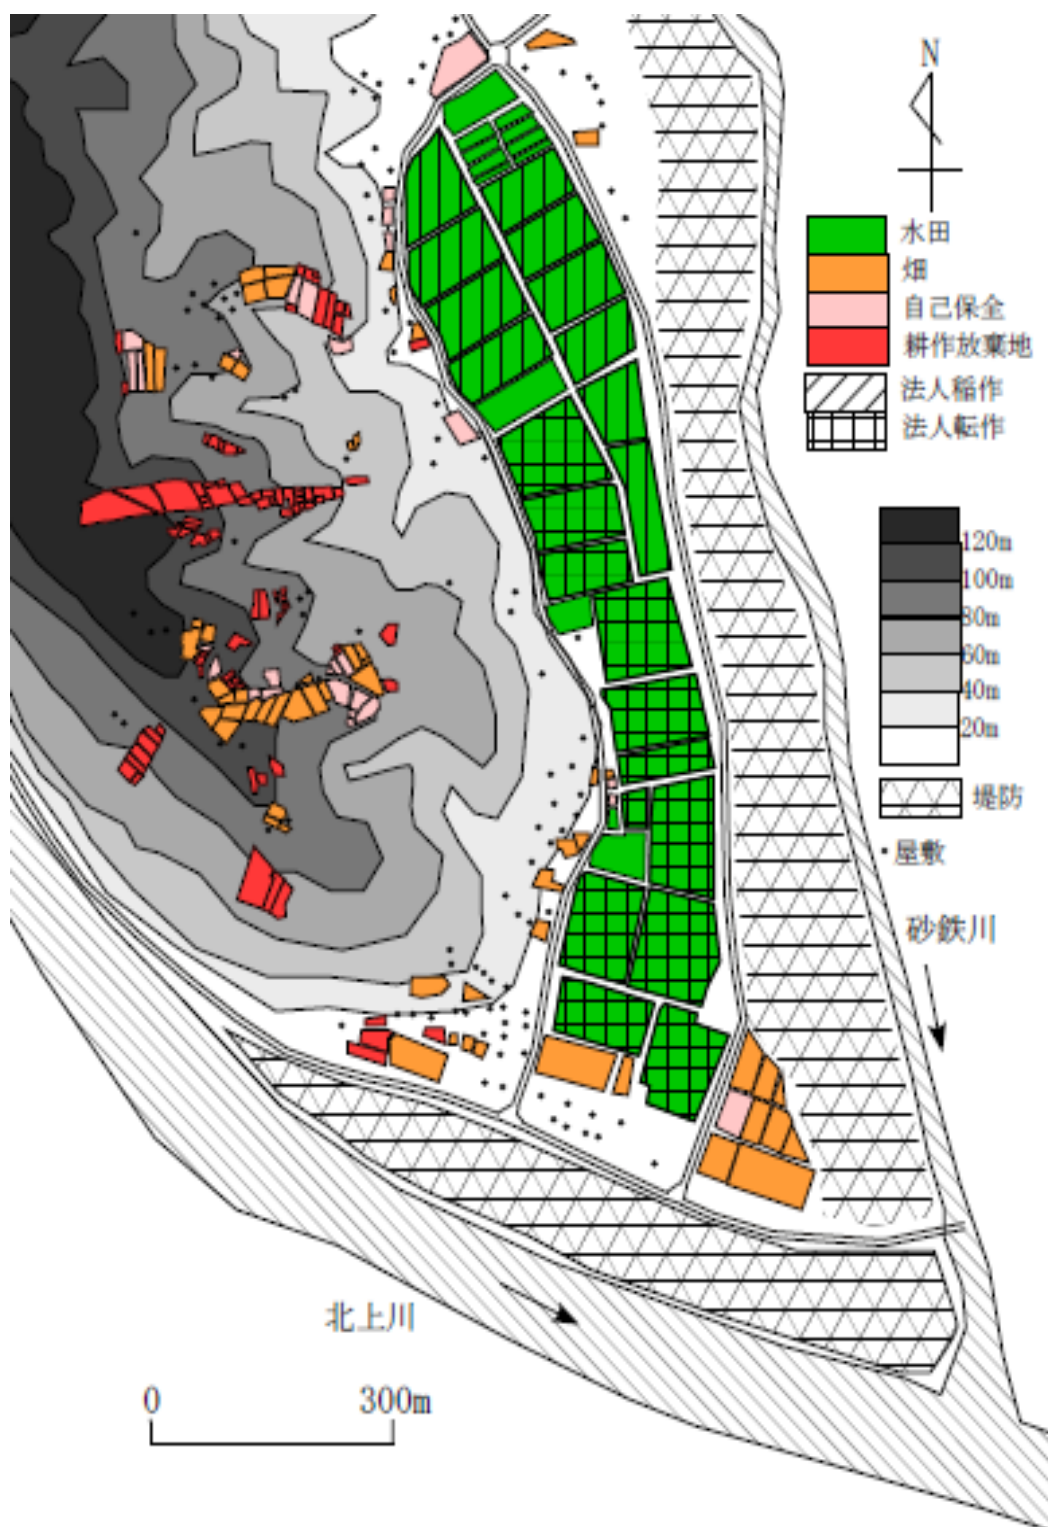 N
水田
畑
自己保全
耕作放棄地
法人稲作
法人転作
120m
100m
80m
60m
40m
20m
堤防
屋敷
砂鉄川
北上川
0 300m